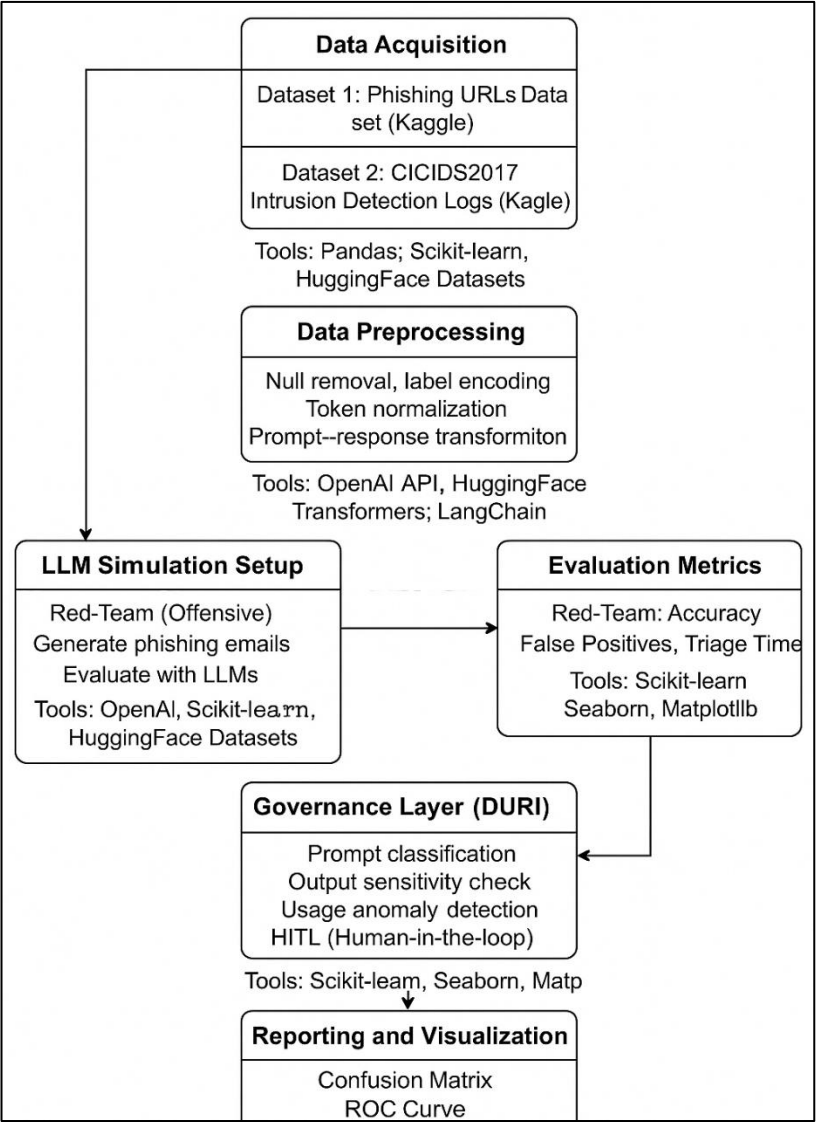 Data Acquisition
Dataset 1: Phishing URLs Data
set (Kaggle)
Dataset 2: CICIDS2017
Intrusion Detection Logs (Kagle)
Tools: Pandas; Scikit-learn,
HuggingFace Datasets
Data Preprocessing
Null removal, label encoding
Token normalization
Prompt--response transformiton
Tools: OpenAI API, HuggingFace
Transformers; LangChain
LLM Simulation Setup
Red-Team (Offensive)
Generate phishing emails
Evaluate with LLMs
Tools: OpenAI, Scikit-learn,
HuggingFace Datasets
Evaluation Metrics
Red-Team: Accuracy
False Positives, Triage Time
Tools: Scikit-learn
Seaborn, Matplotllb
Governance Layer (DURI)
Prompt classification
Output sensitivity check
Usage anomaly detection
HITL (Human-in-the-loop)
Tools: Scikit-leam, Seaborn, Matp
Reporting and Visualization
Confusion Matrix
ROC Curve